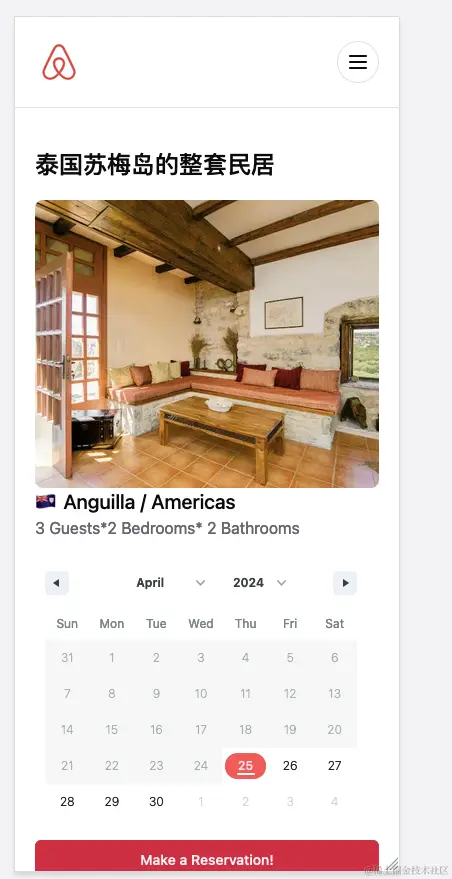 泰国苏梅岛的整套民居
Anguilla / Americas
3 Guests*2 Bedrooms* 2 Bathrooms
April 2024
Sun Mon Tue Wed Thu Fri Sat
31 1 2 3 4 5 6
7 8 9 10 11 12 13
14 15 16 17 18 19 20
21 22 23 24 25 26 27
28 29 30 1 2 3 4
Make a Reservation!
@稀土掘金技术社区